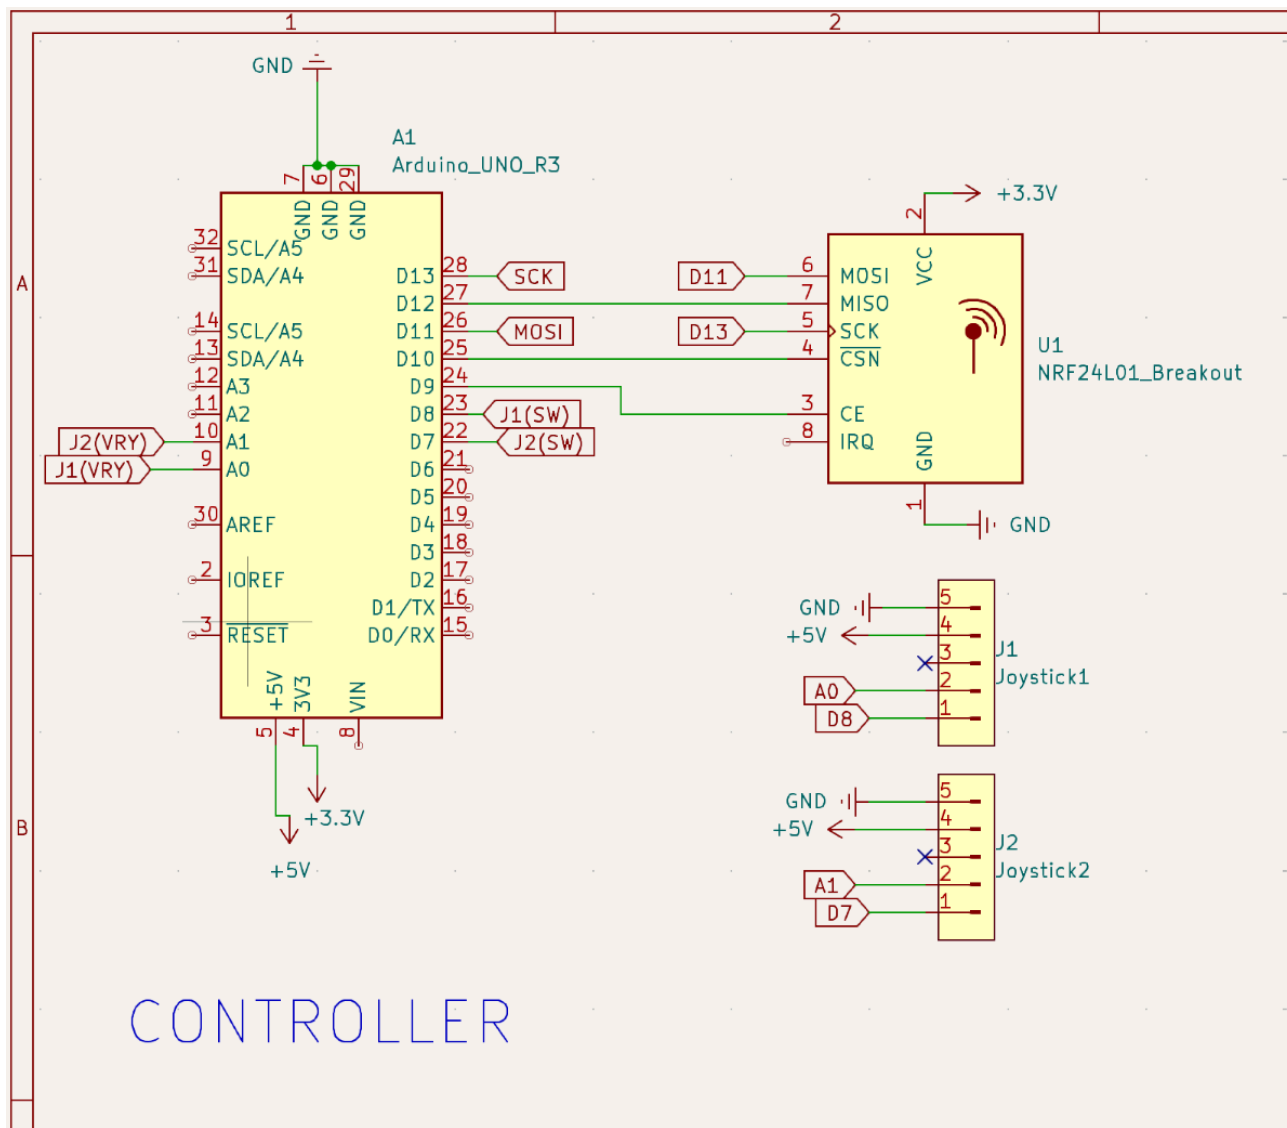 1
2
A
B
GND
A1
Arduino_UNO_R3
7
6
29
GND
GND
GND
32
SCL/A5
31
SDA/A4
14
SCL/A5
13
SDA/A4
12
A3
11
A2
J2(VRY)
10
A1
J1(VRY)
9
A0
30
AREF
2
IOREF
3
RESET
D13
28
SCK
D12
27
D11
26
MOSI
D10
25
D9
24
D8
23
J1(SW)
D7
22
J2(SW)
D6
21
D5
20
D4
19
D3
18
D2
17
D1/TX
16
D0/RX
15
+5V
3V3
VIN
5
4
8
+3.3V
+5V
2
+3.3V
VCC
D11
6
MOSI
7
MISO
D13
5
SCK
4
CSN
3
CE
8
IRQ
GND
1
GND
U1
NRF24L01_Breakout
GND
5
+5V
4
3
A0
2
D8
1
J1
Joystick1
GND
5
+5V
4
3
A1
2
D7
1
J2
Joystick2
CONTROLLER